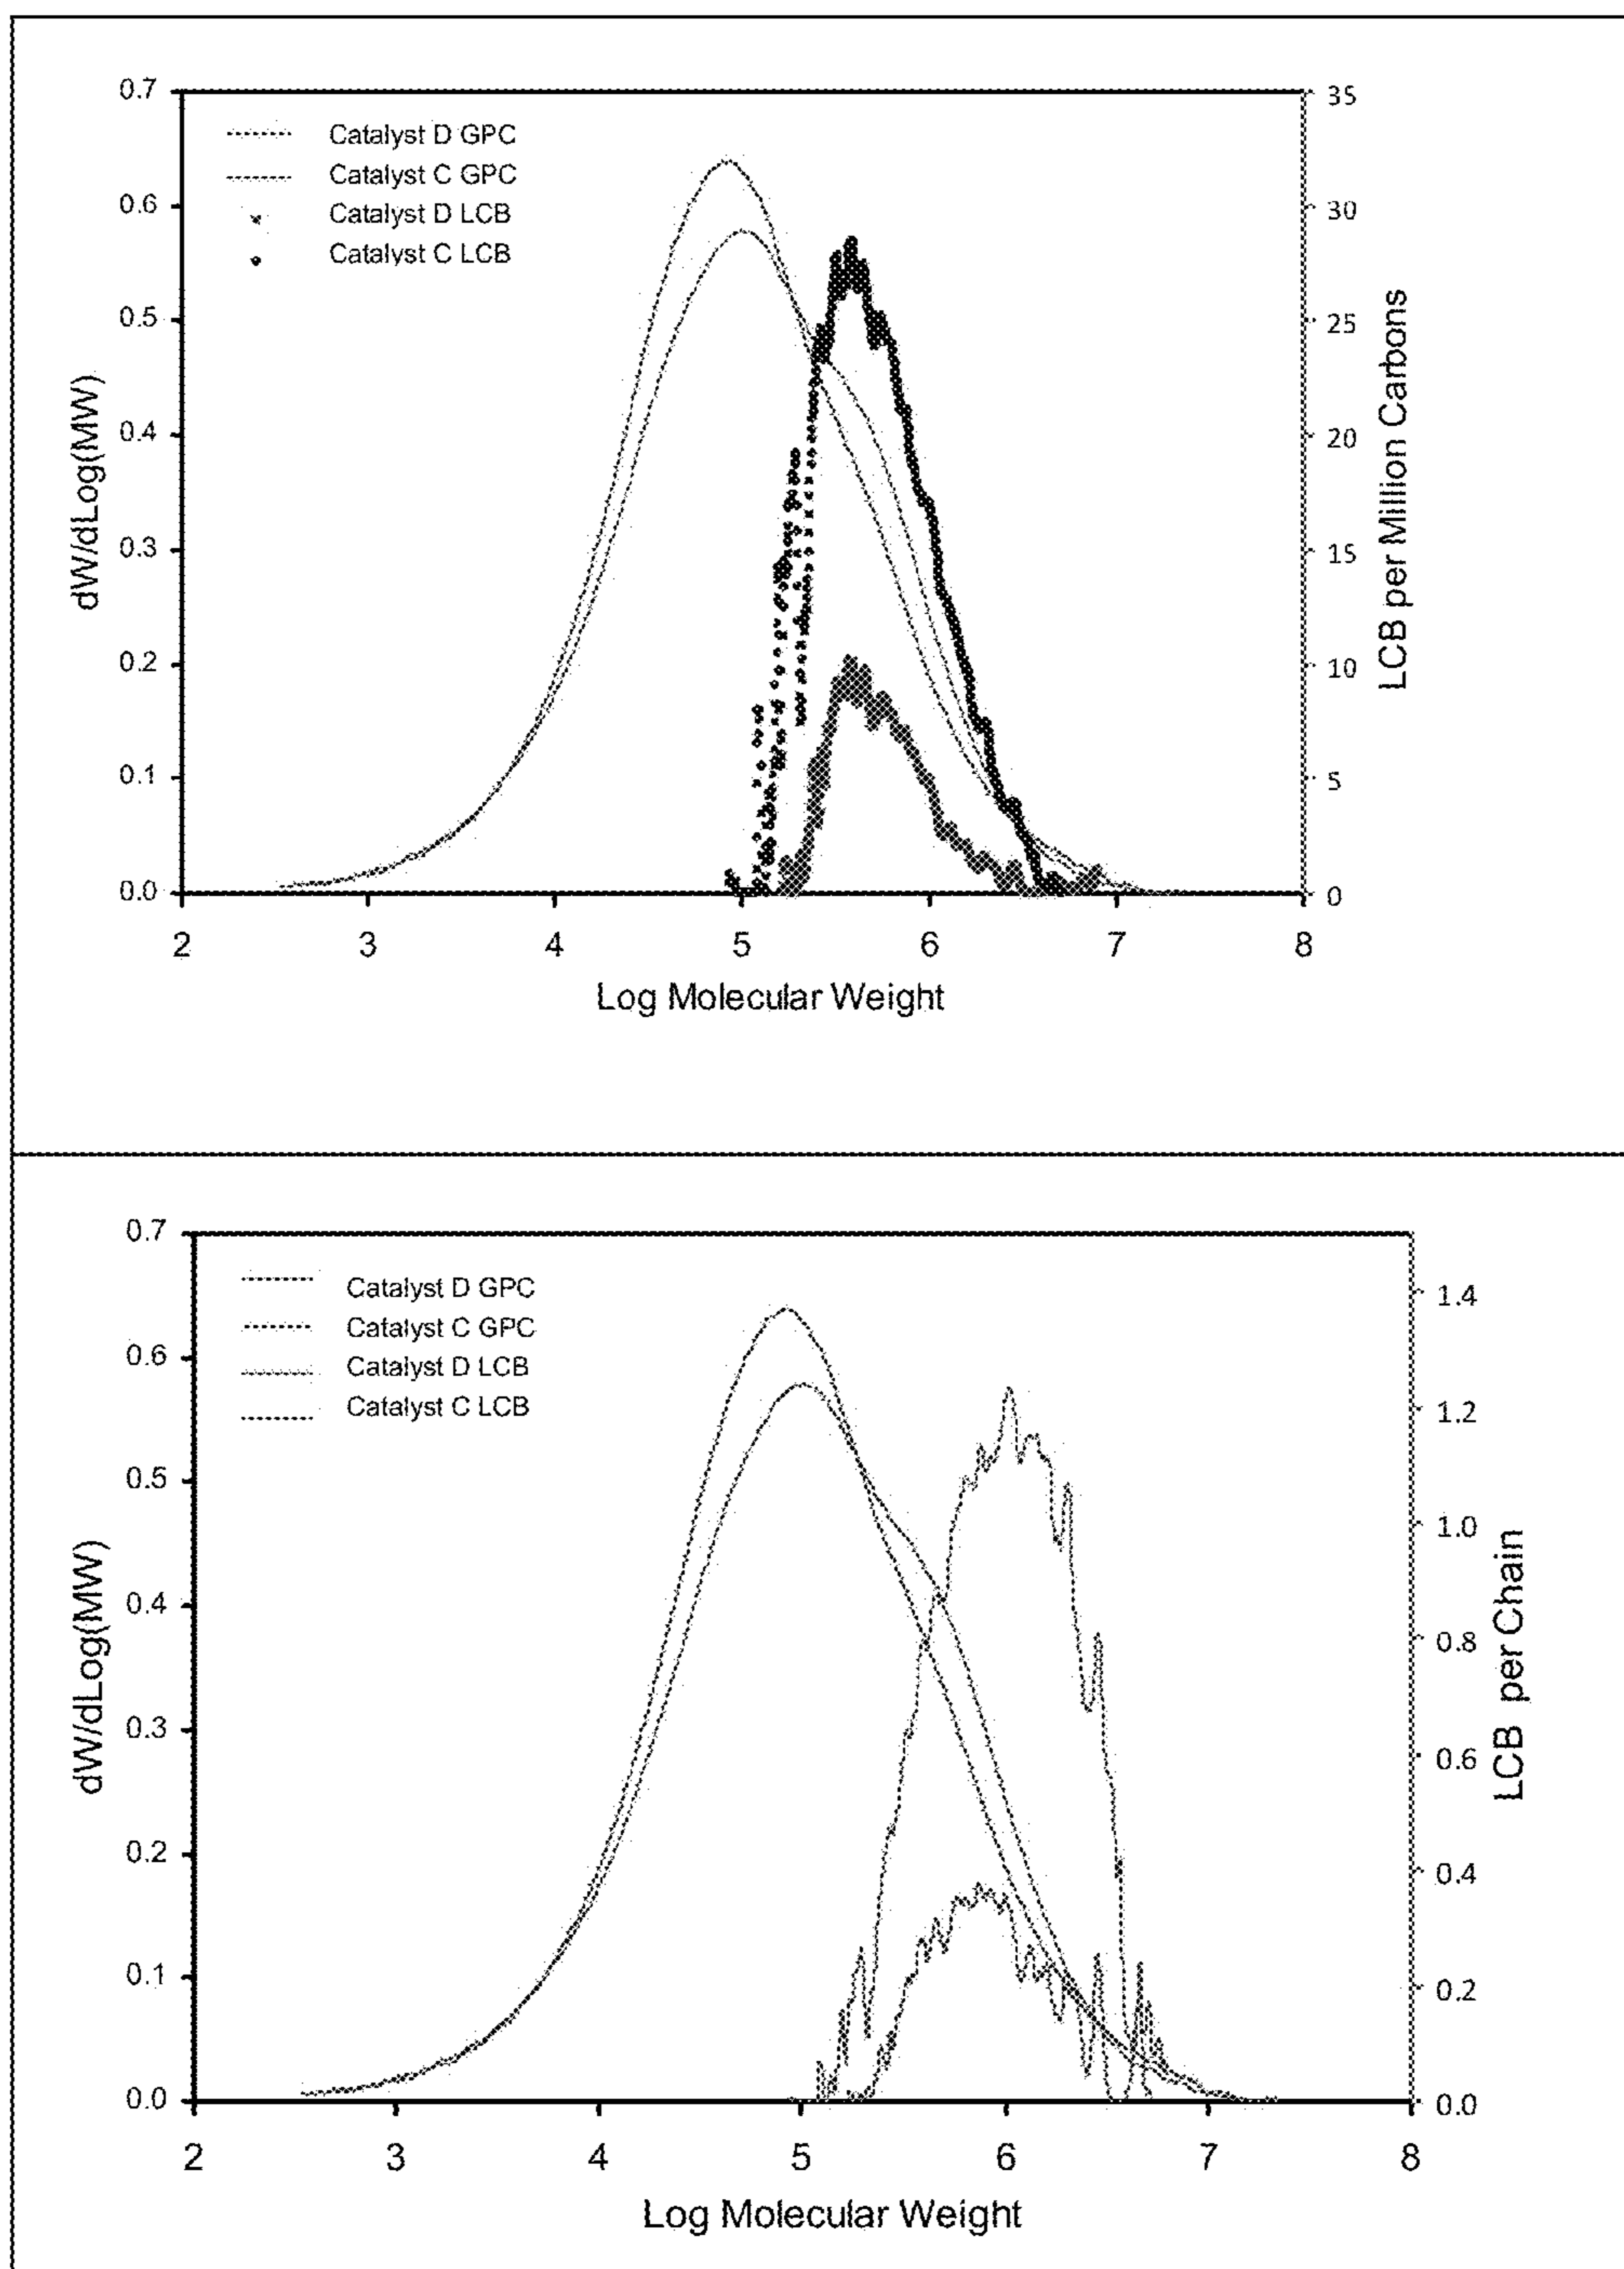 0.7
0.6
0.5
0.4
0.3
0.2
0.1
0.0
dW/dLog(MW)
Catalyst D GPC
Catalyst C GPC
Catalyst D LCB
Catalyst C LCB
35
30
25
20
15
10
5
0
LCB per Million Carbons
2 3 4 5 6 7 8
Log Molecular Weight
0.7
0.6
0.5
0.4
0.3
0.2
0.1
0.0
dW/dLog(MW)
Catalyst D GPC
Catalyst C GPC
Catalyst D LCB
Catalyst C LCB
1.4
1.2
1.0
0.8
0.6
0.4
0.2
0.0
LCB per Chain
2 3 4 5 6 7 8
Log Molecular Weight